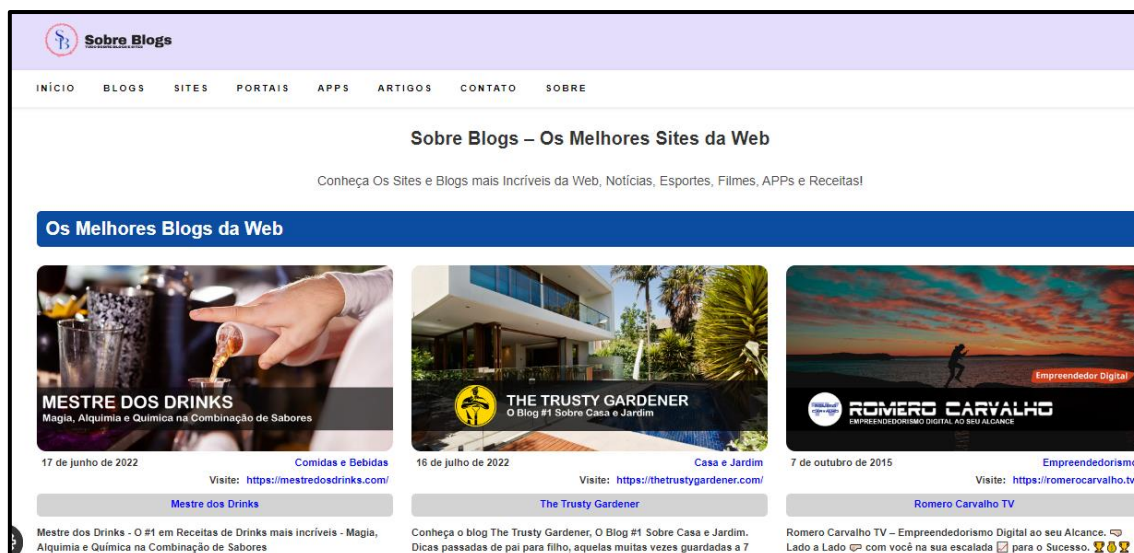 Sobre Blogs
INÍCIO BLOGS SITES PORTAIS APPS ARTIGOS CONTATO SOBRE
Sobre Blogs – Os Melhores Sites da Web
Conheça Os Sites e Blogs mais Incríveis da Web, Notícias, Esportes, Filmes, APPs e Receitas!
Os Melhores Blogs da Web
MESTRE DOS DRINKS
Magia, Alquimia e Química na Combinação de Sabores
17 de junho de 2022 Comidas e Bebidas
Visite: https://mestredosdrinks.com/
Mestre dos Drinks
Mestre dos Drinks - O #1 em Receitas de Drinks mais incríveis - Magia,
Alquimia e Química na Combinação de Sabores
THE TRUSTY GARDENER
O Blog #1 Sobre Casa e Jardim
16 de julho de 2022 Casa e Jardim
Visite: https://thetrustygardener.com/
The Trusty Gardener
Conheça o blog The Trusty Gardener, O Blog #1 Sobre Casa e Jardim.
Dicas passadas de pai para filho, aquelas muitas vezes guardadas a 7
Empreendedor Digital
ROMERO CARVALHO
EMPREENDEDORISMO DIGITAL AO SEU ALCANCE
7 de outubro de 2015 Empreendedorismo
Visite: https://romerocarvalho.tv
Romero Carvalho TV
Romero Carvalho TV – Empreendedorismo Digital ao seu Alcance.
Lado a Lado com você na sua escalada para o Sucesso.